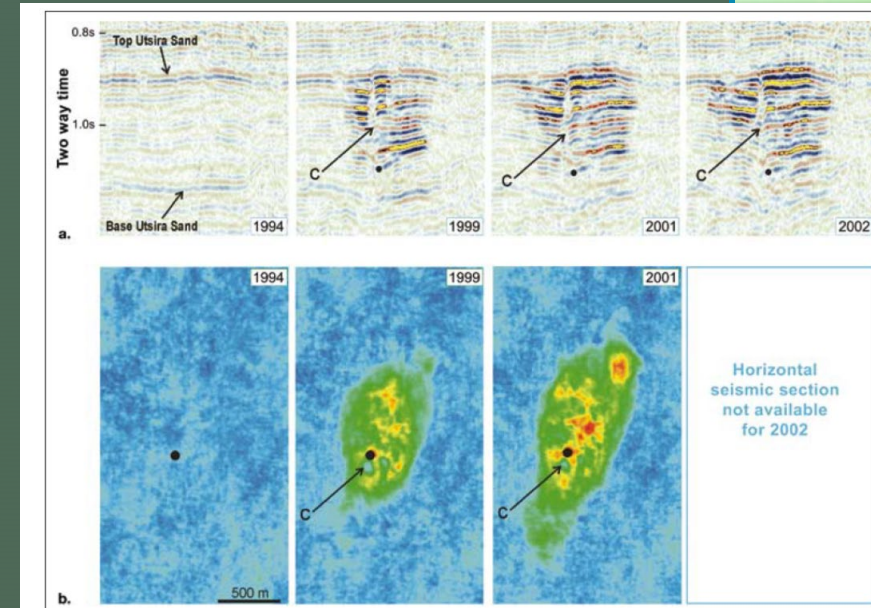 0.8s
Top Utsira Sand
Two way time
1.0s
C
C
C
Base Utsira Sand
1994
1999
2001
2002
a.
1994
1999
2001
Horizontal
seismic section
not available
for 2002
C
C
500 m
b.